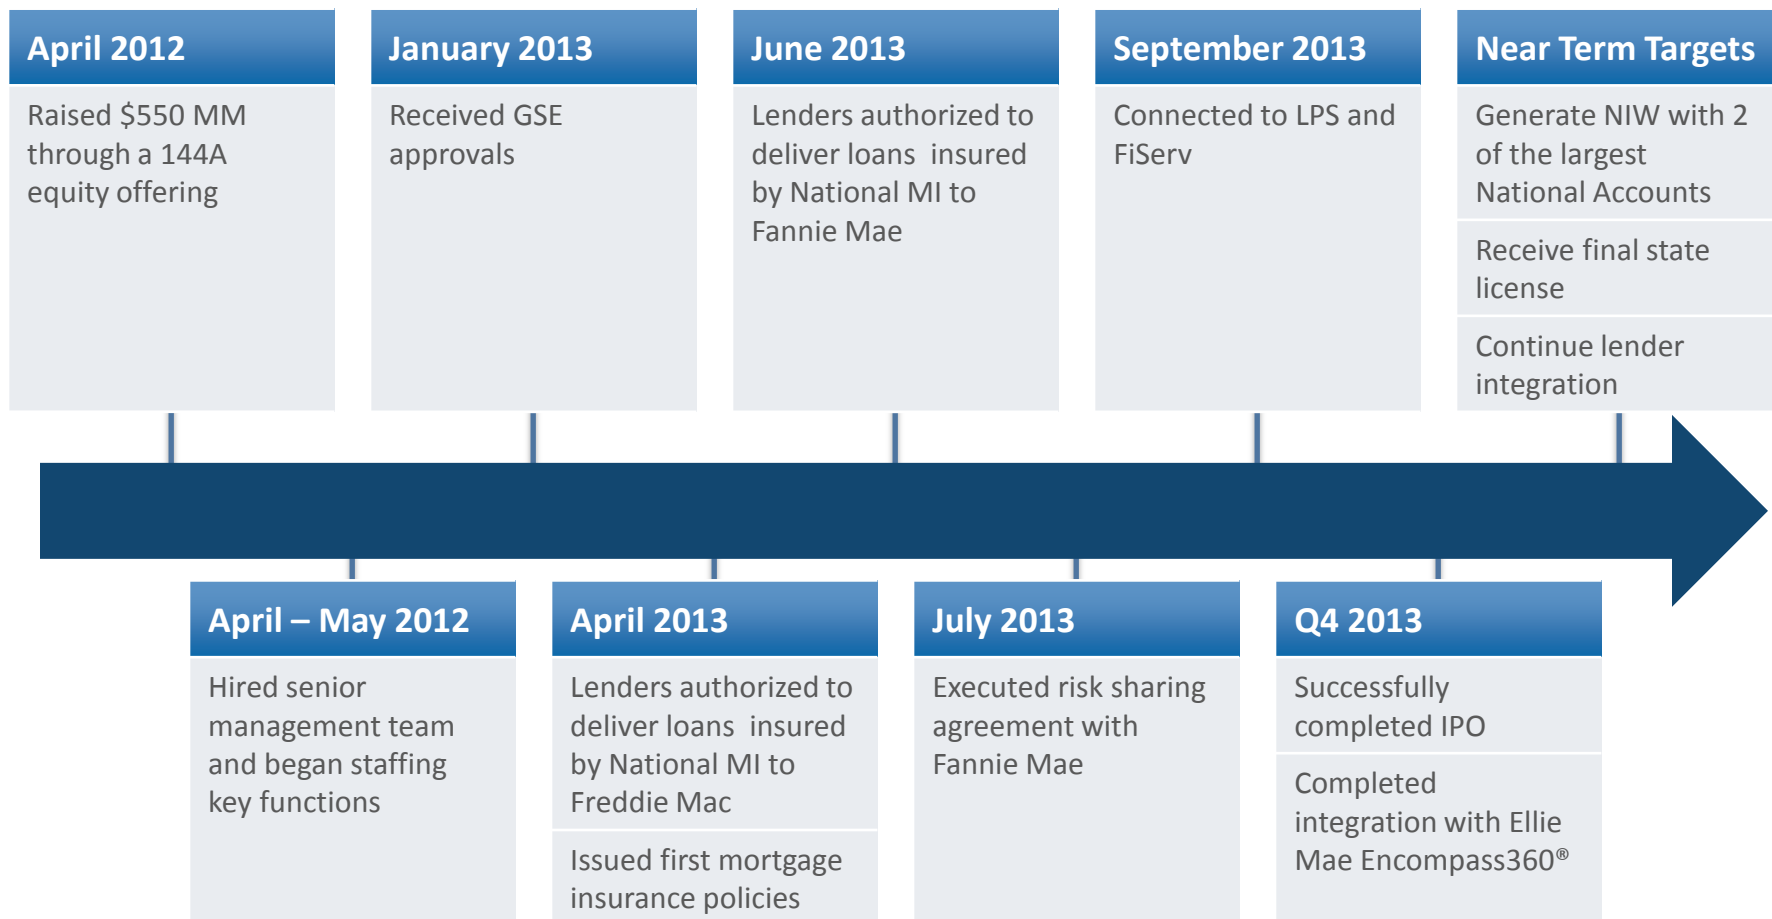 April 2012
Raised $550 MM
through a 144A
equity offering
January 2013
Received GSE
approvals
June 2013
Lenders authorized to
deliver loans  insured
by National MI to
Fannie Mae
September 2013
Connected to LPS and
FiServ
Near Term Targets
Generate NIW with 2
of the largest
National Accounts
Receive final state
license
Continue lender
integration
April – May 2012
Hired senior
management team
and began staffing
key functions
April 2013
Lenders authorized to
deliver loans  insured
by National MI to
Freddie Mac
Issued first mortgage
insurance policies
July 2013
Executed risk sharing
agreement with
Fannie Mae
Q4 2013
Successfully
completed IPO
Completed
integration with Ellie
Mae Encompass360®